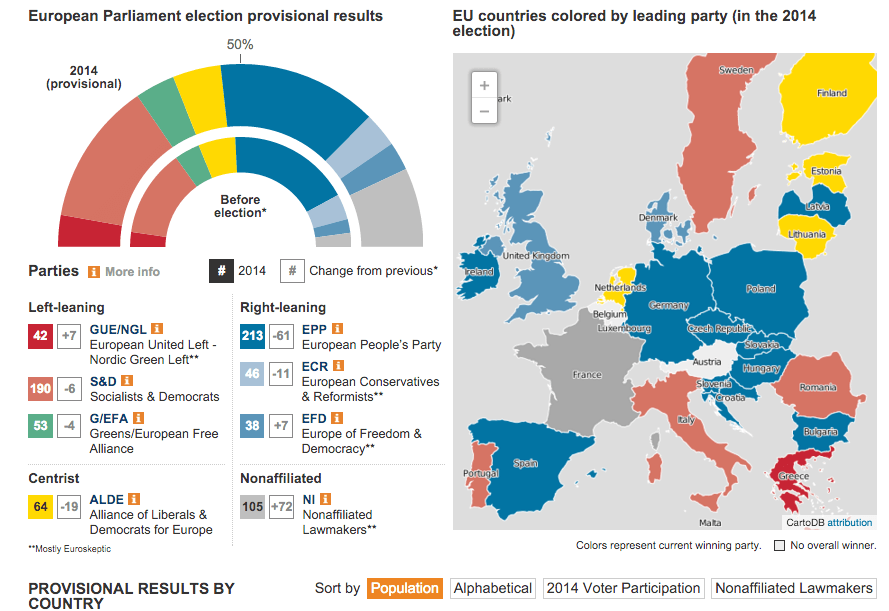 European Parliament election provisional results
50%
2014
(provisional)
Before
election*
Parties i More info
# 2014 # Change from previous*
Left-leaning
42 +7 GUE/NGL i
European United Left -
Nordic Green Left**
190 -6 S&D i
Socialists & Democrats
53 -4 G/EFA i
Greens/European Free
Alliance
Centrist
64 -19 ALDE i
Alliance of Liberals &
Democrats for Europe
**Mostly Euroskeptic
Right-leaning
213 -61 EPP i
European People's Party
46 -11 ECR i
European Conservatives
& Reformists**
38 +7 EFD i
Europe of Freedom &
Democracy**
Nonaffiliated
105 +72 NI i
Nonaffiliated
Lawmakers**
EU countries colored by leading party (in the 2014
election)
+
−
ark
Sweden
Finland
Estonia
Latvia
Lithuania
Denmark
United Kingdom
Ireland
Netherlands
Belgium
Luxembourg
Germany
Poland
Czech Republic
Slovakia
Austria
Hungary
France
Slovenia
Croatia
Romania
Italy
Bulgaria
Spain
Portugal
Greece
Malta
CartoDB attribution
Colors represent current winning party. No overall winner.
PROVISIONAL RESULTS BY
COUNTRY
Sort by Population Alphabetical 2014 Voter Participation Nonaffiliated Lawmakers